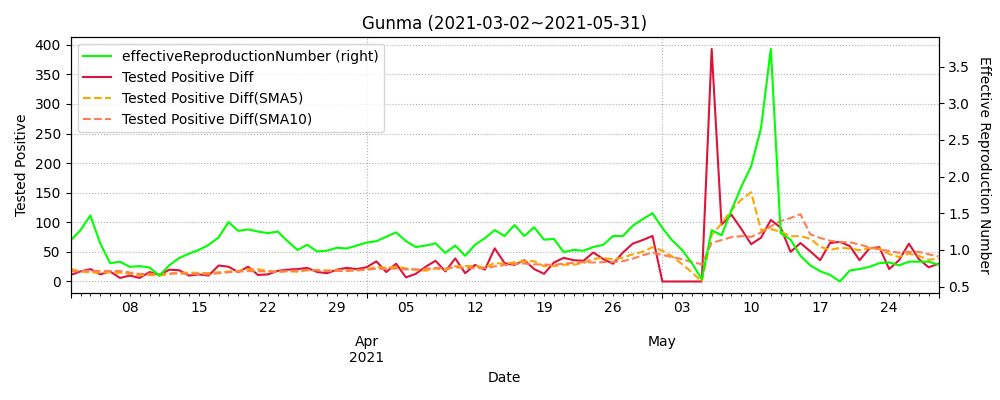 Gunma (2021-03-02~2021-05-31)
effectiveReproductionNumber (right)
Tested Positive Diff
Tested Positive Diff(SMA5)
Tested Positive Diff(SMA10)
Tested Positive
400
350
300
250
200
150
100
50
0
Effective Reproduction Number
3.5
3.0
2.5
2.0
1.5
1.0
0.5
08 15 22 29 05 12 19 26 03 10 17 24
Apr May
2021
Date